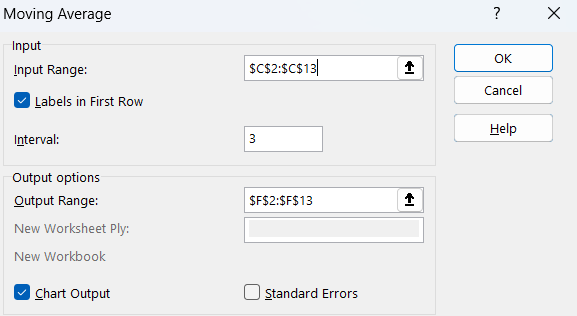 Moving Average ? ×
Input
Input Range: $C$2:$C$13
OK
Labels in First Row
Cancel
Interval: 3
Help
Output options
Output Range: $F$2:$F$13
New Worksheet Ply:
New Workbook
Chart Output Standard Errors